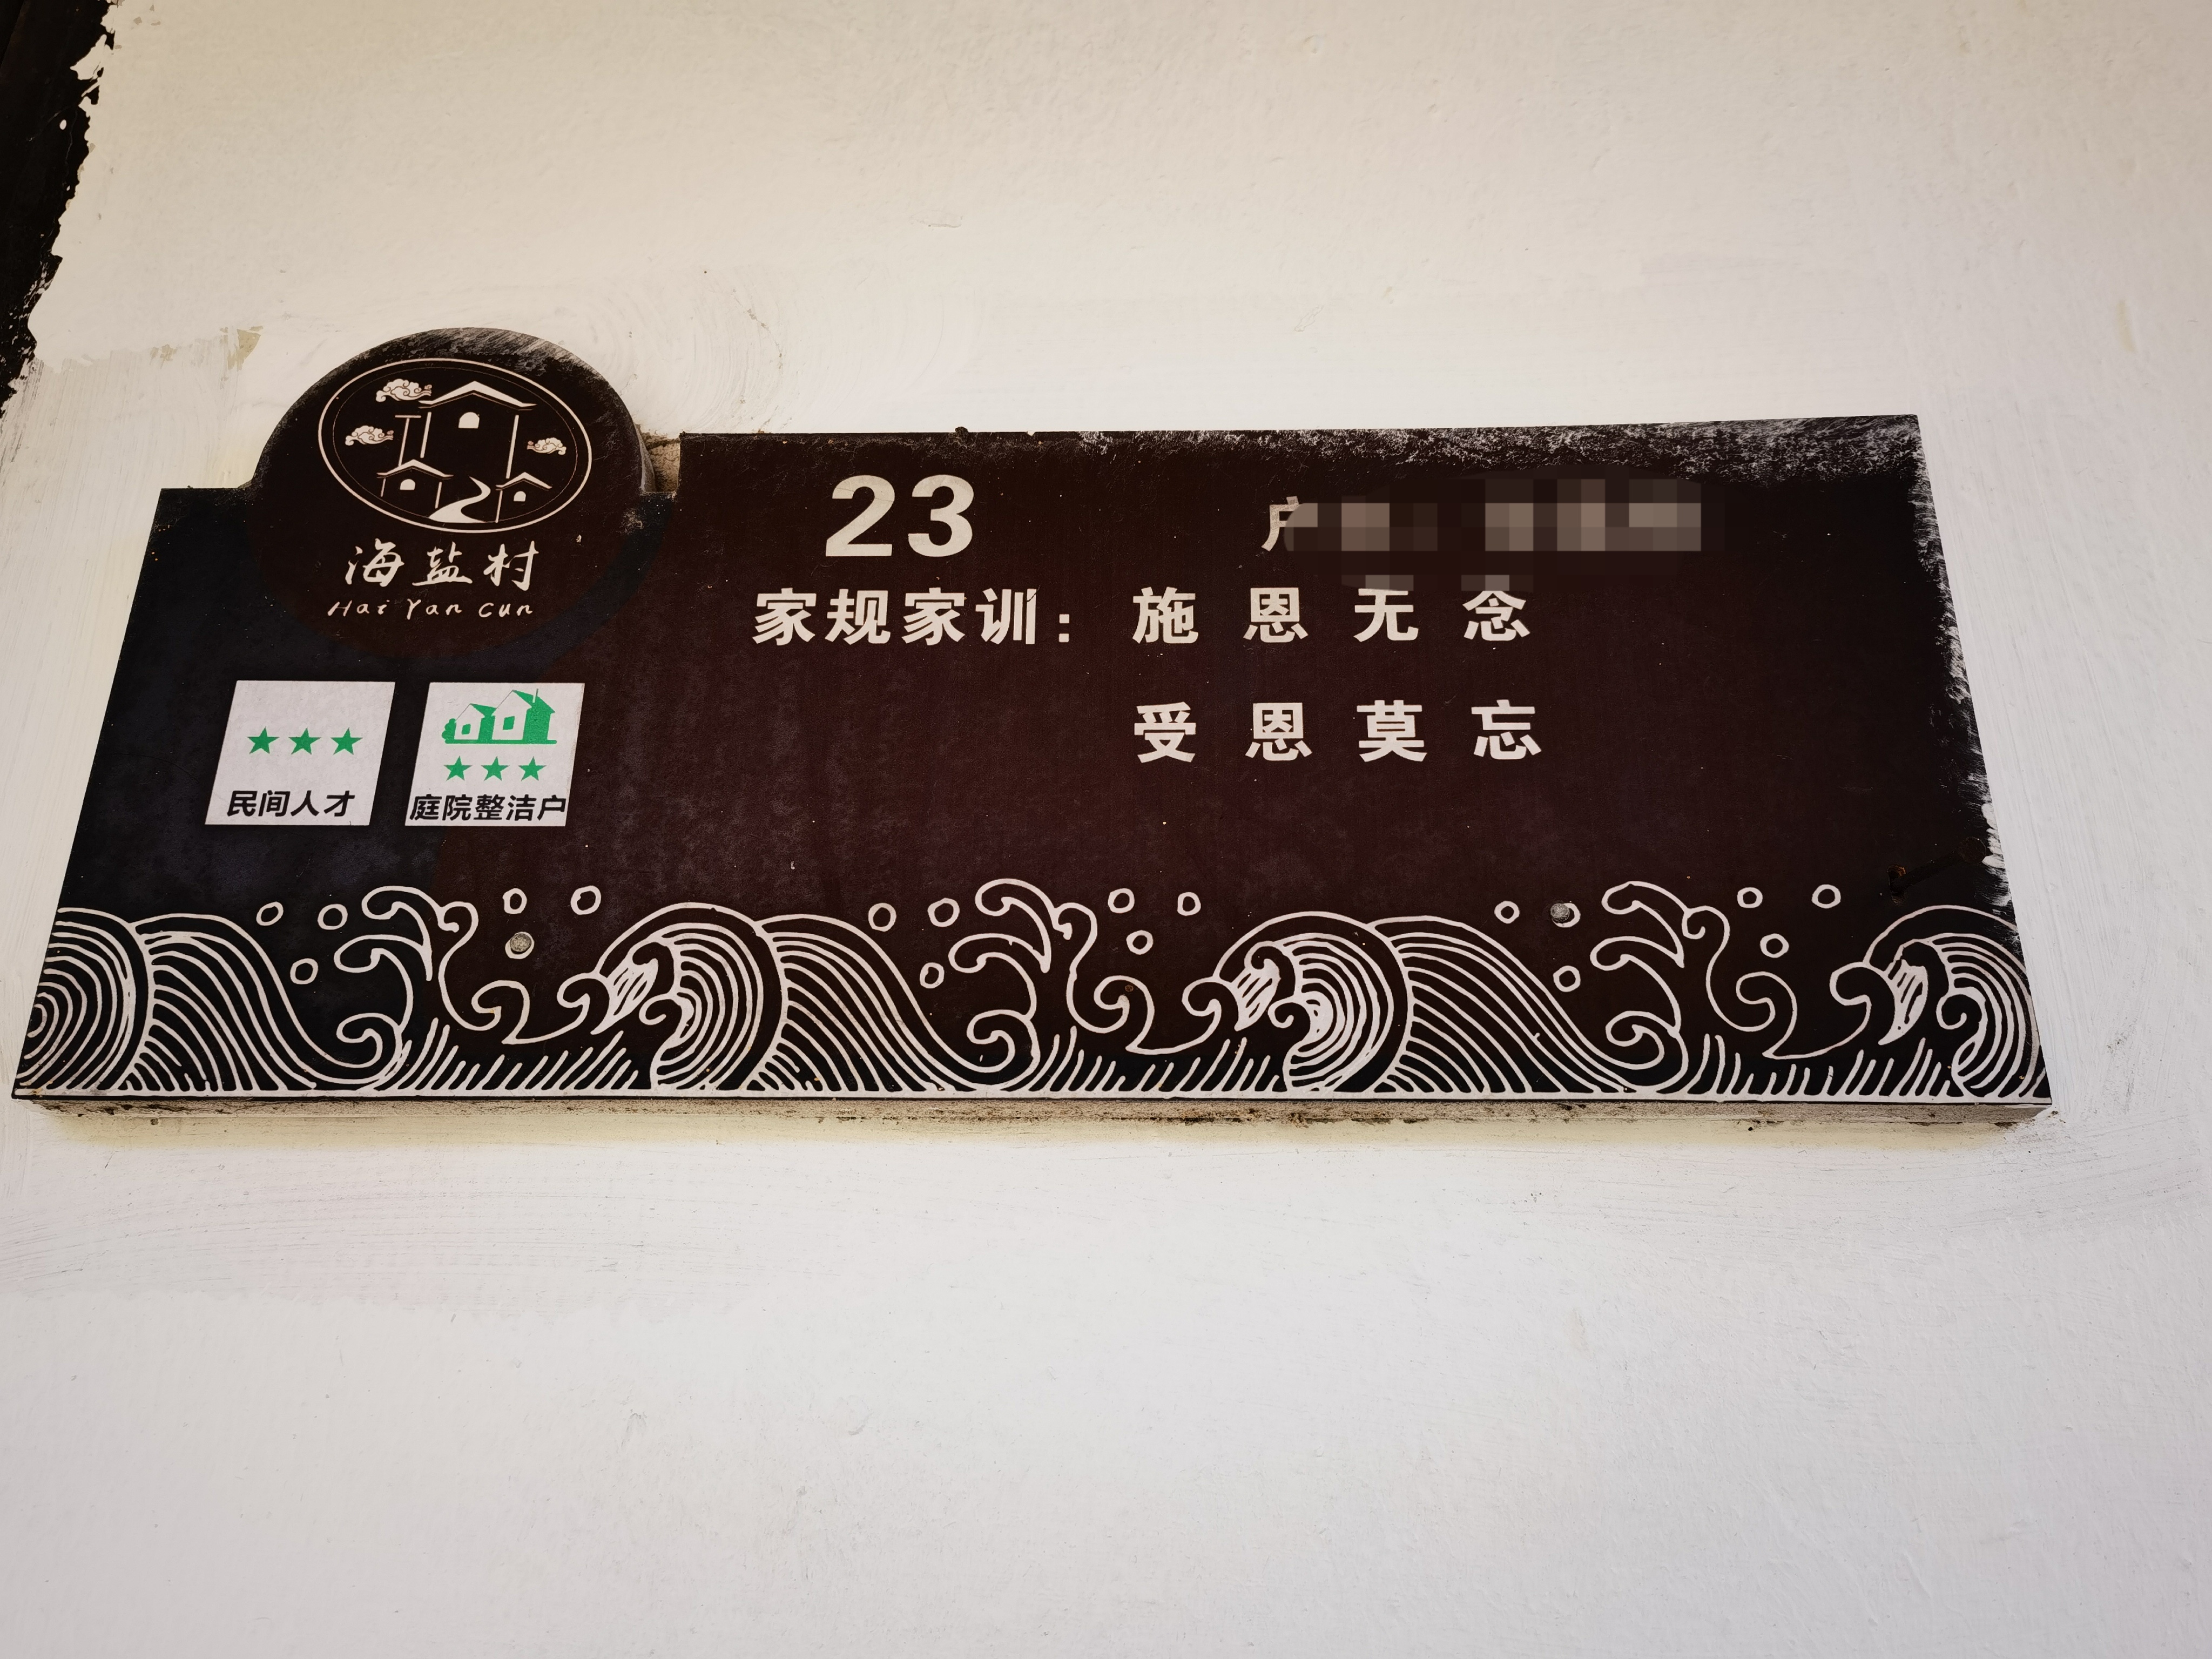 海盐村
Hai Yan Cun
23 户
家规家训：施恩无念
受恩莫忘
★★★
民间人才
★★★
庭院整洁户